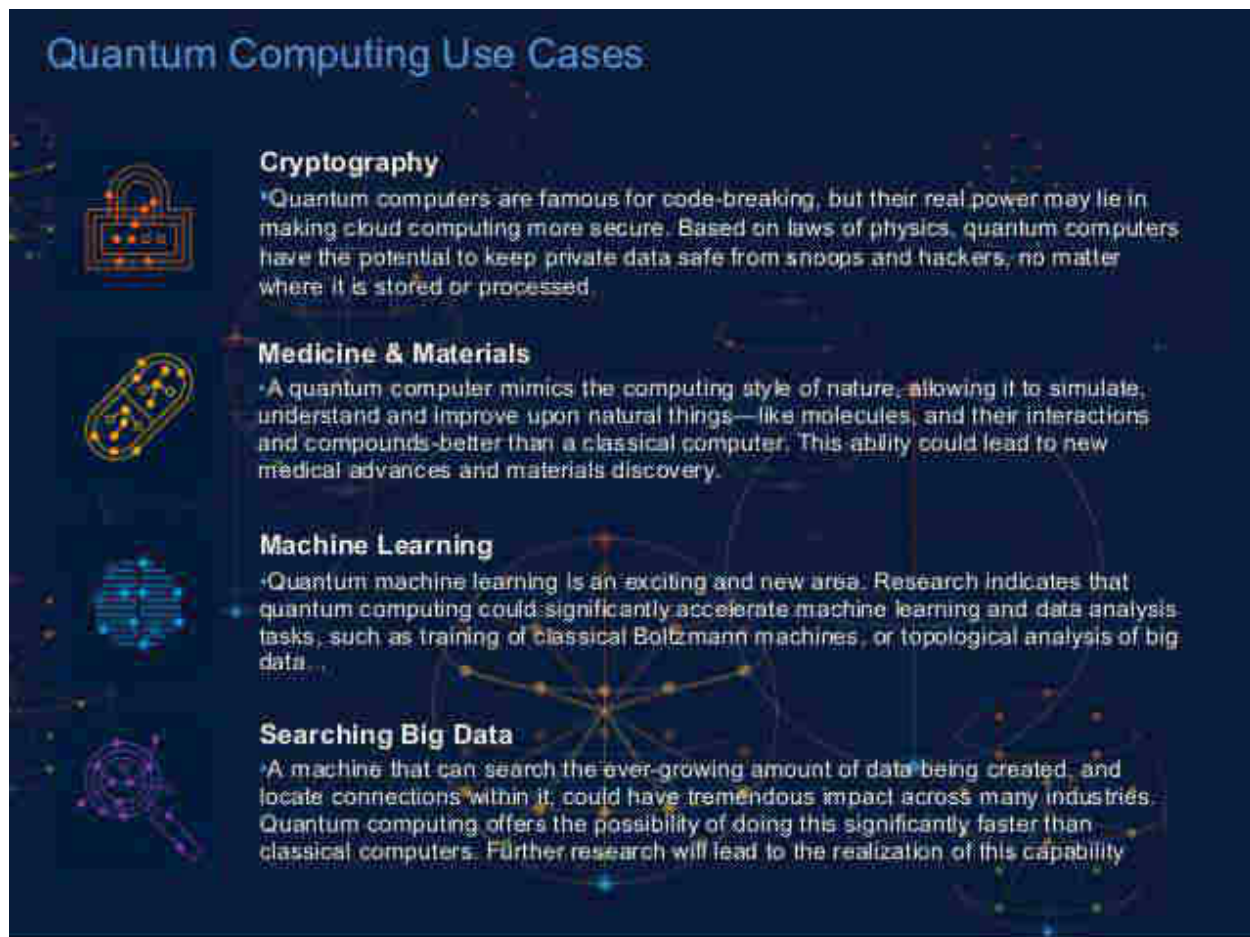 Quantum Computing Use Cases
Cryptography
•Quantum computers are famous for code-breaking, but their real power may lie in
making cloud computing more secure. Based on laws of physics, quantum computers
have the potential to keep private data safe from snoops and hackers, no matter
where it is stored or processed.
Medicine & Materials
•A quantum computer mimics the computing style of nature, allowing it to simulate,
understand and improve upon natural things—like molecules, and their interactions
and compounds-better than a classical computer. This ability could lead to new
medical advances and materials discovery.
Machine Learning
•Quantum machine learning is an exciting and new area. Research indicates that
quantum computing could significantly accelerate machine learning and data analysis
tasks, such as training of classical Boltzmann machines, or topological analysis of big
data...
Searching Big Data
•A machine that can search the ever-growing amount of data being created, and
locate connections within it, could have tremendous impact across many industries.
Quantum computing offers the possibility of doing this significantly faster than
classical computers. Further research will lead to the realization of this capability